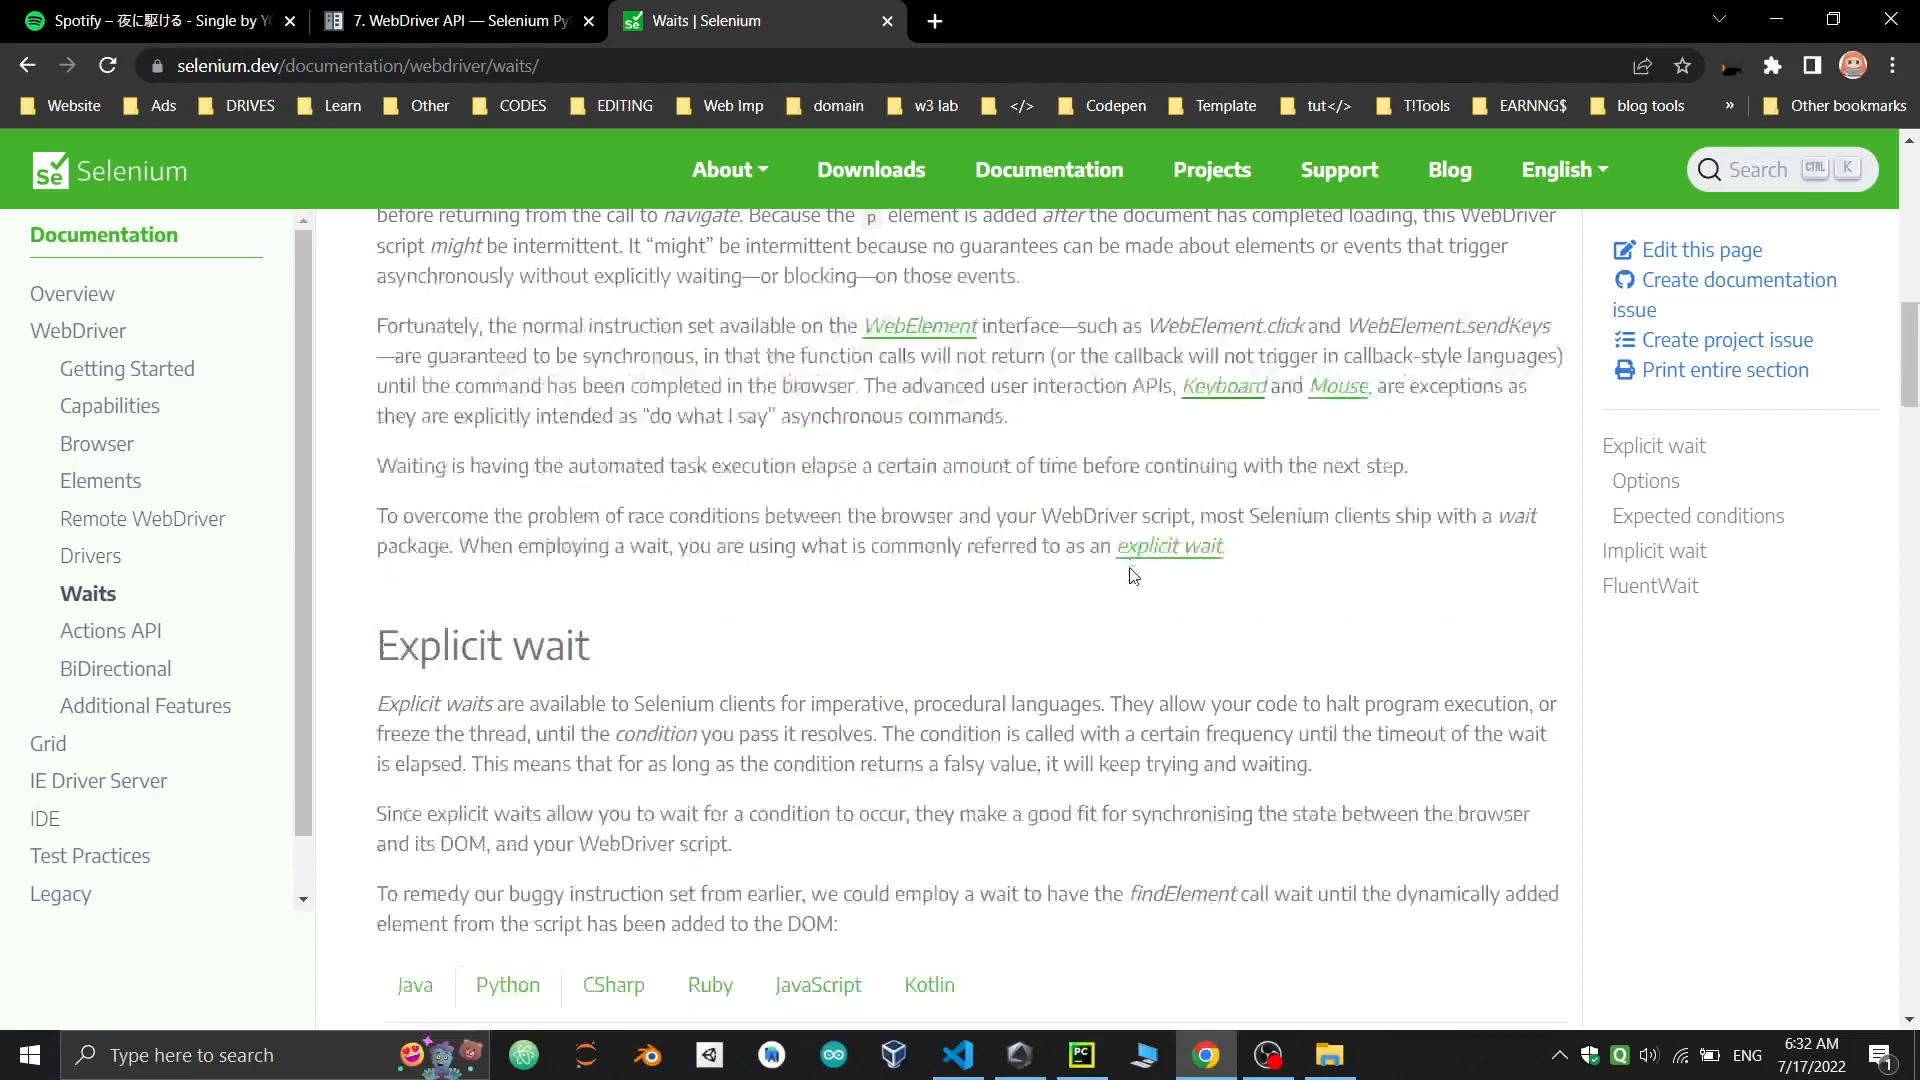 Spotify – 夜に駆ける - Single by Y
7. WebDriver API — Selenium Py
Waits | Selenium
selenium.dev/documentation/webdriver/waits/
Website Ads DRIVES Learn Other CODES EDITING Web Imp domain w3 lab </> Codepen Template tut</> T!Tools EARNNG$ blog tools » Other bookmarks
Se Selenium
About Downloads Documentation Projects Support Blog English
Search CTRL K
Documentation
Overview
WebDriver
Getting Started
Capabilities
Browser
Elements
Remote WebDriver
Drivers
Waits
Actions API
BiDirectional
Additional Features
Grid
IE Driver Server
IDE
Test Practices
Legacy
before returning from the call to navigate. Because the p element is added after the document has completed loading, this WebDriver
script might be intermittent. It “might” be intermittent because no guarantees can be made about elements or events that trigger
asynchronously without explicitly waiting—or blocking—on those events.
Fortunately, the normal instruction set available on the WebElement interface—such as WebElement.click and WebElement.sendKeys
—are guaranteed to be synchronous, in that the function calls will not return (or the callback will not trigger in callback-style languages)
until the command has been completed in the browser. The advanced user interaction APIs, Keyboard and Mouse, are exceptions as
they are explicitly intended as “do what I say” asynchronous commands.
Waiting is having the automated task execution elapse a certain amount of time before continuing with the next step.
To overcome the problem of race conditions between the browser and your WebDriver script, most Selenium clients ship with a wait
package. When employing a wait, you are using what is commonly referred to as an explicit wait.
Explicit wait
Explicit waits are available to Selenium clients for imperative, procedural languages. They allow your code to halt program execution, or
freeze the thread, until the condition you pass it resolves. The condition is called with a certain frequency until the timeout of the wait
is elapsed. This means that for as long as the condition returns a falsy value, it will keep trying and waiting.
Since explicit waits allow you to wait for a condition to occur, they make a good fit for synchronising the state between the browser
and its DOM, and your WebDriver script.
To remedy our buggy instruction set from earlier, we could employ a wait to have the findElement call wait until the dynamically added
element from the script has been added to the DOM:
Java Python CSharp Ruby JavaScript Kotlin
Edit this page
Create documentation
issue
Create project issue
Print entire section
Explicit wait
Options
Expected conditions
Implicit wait
FluentWait
Type here to search
PC
ENG
6:32 AM
7/17/2022
1